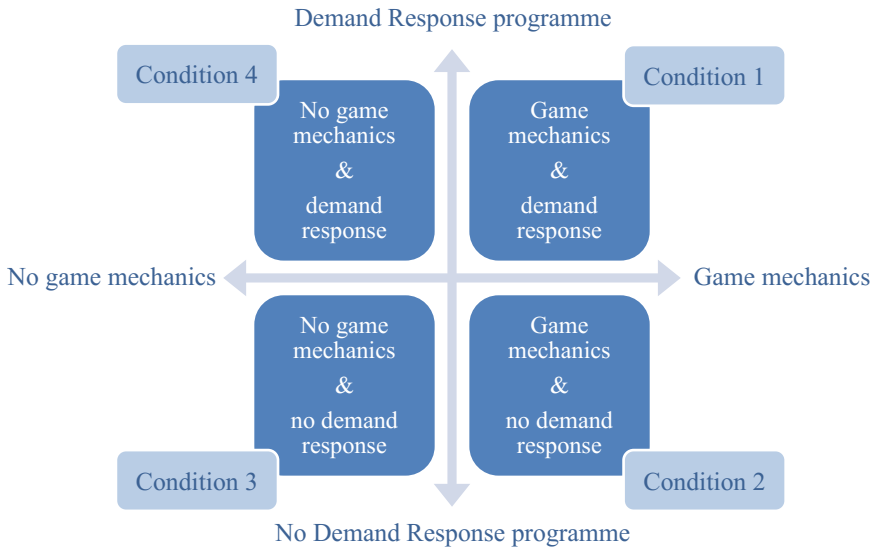 Demand Response programme
Condition 4
Condition 1
No game
mechanics
&
demand
response
Game
mechanics
&
demand
response
No game mechanics
Game mechanics
No game
mechanics
&
no demand
response
Game
mechanics
&
no demand
response
Condition 3
Condition 2
No Demand Response programme